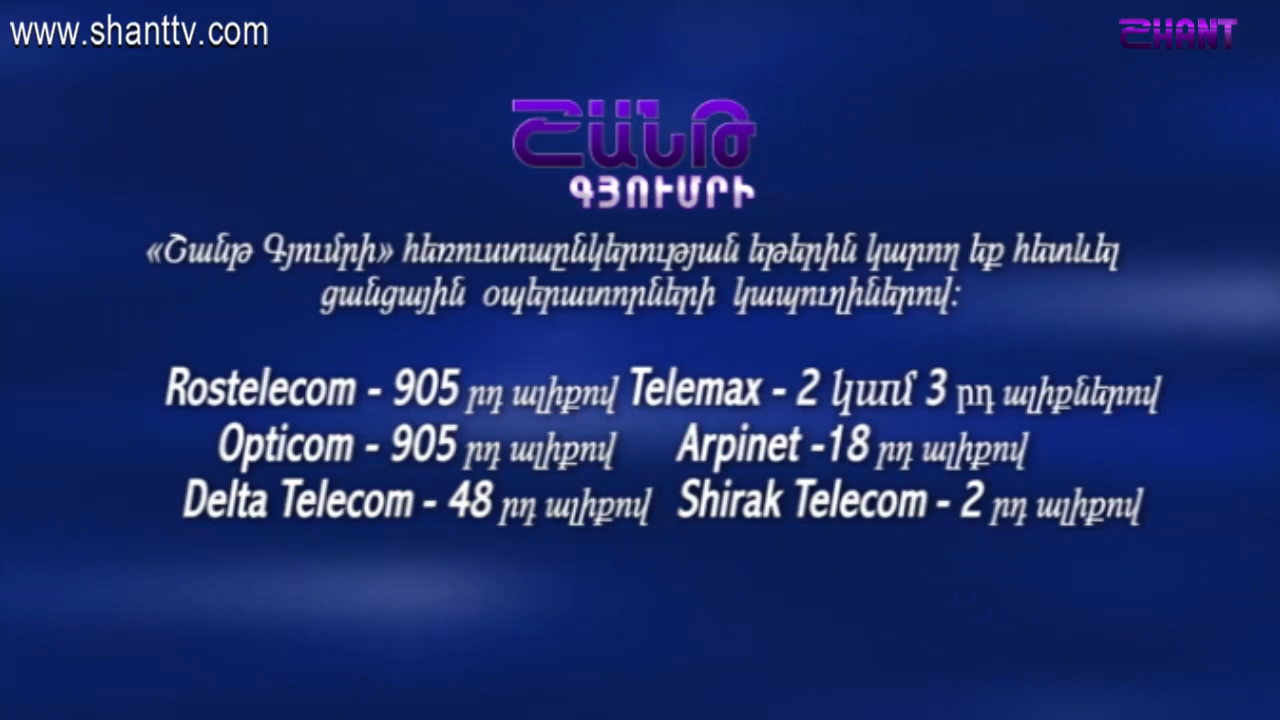 www.shanttv.com
SHANT
ՇԱՆԹ
ԳՅՈՒՄՐԻ
«Շանթ Գյումրի» հեռուստաընկերության եթերին կարող եք հետևել
ցանցային օպերատորների կապուղիներով:
Rostelecom - 905 րդ ալիքով Telemax - 2 կամ 3 րդ ալիքներով
Opticom - 905 րդ ալիքով Arpinet -18 րդ ալիքով
Delta Telecom - 48 րդ ալիքով Shirak Telecom - 2 րդ ալիքով